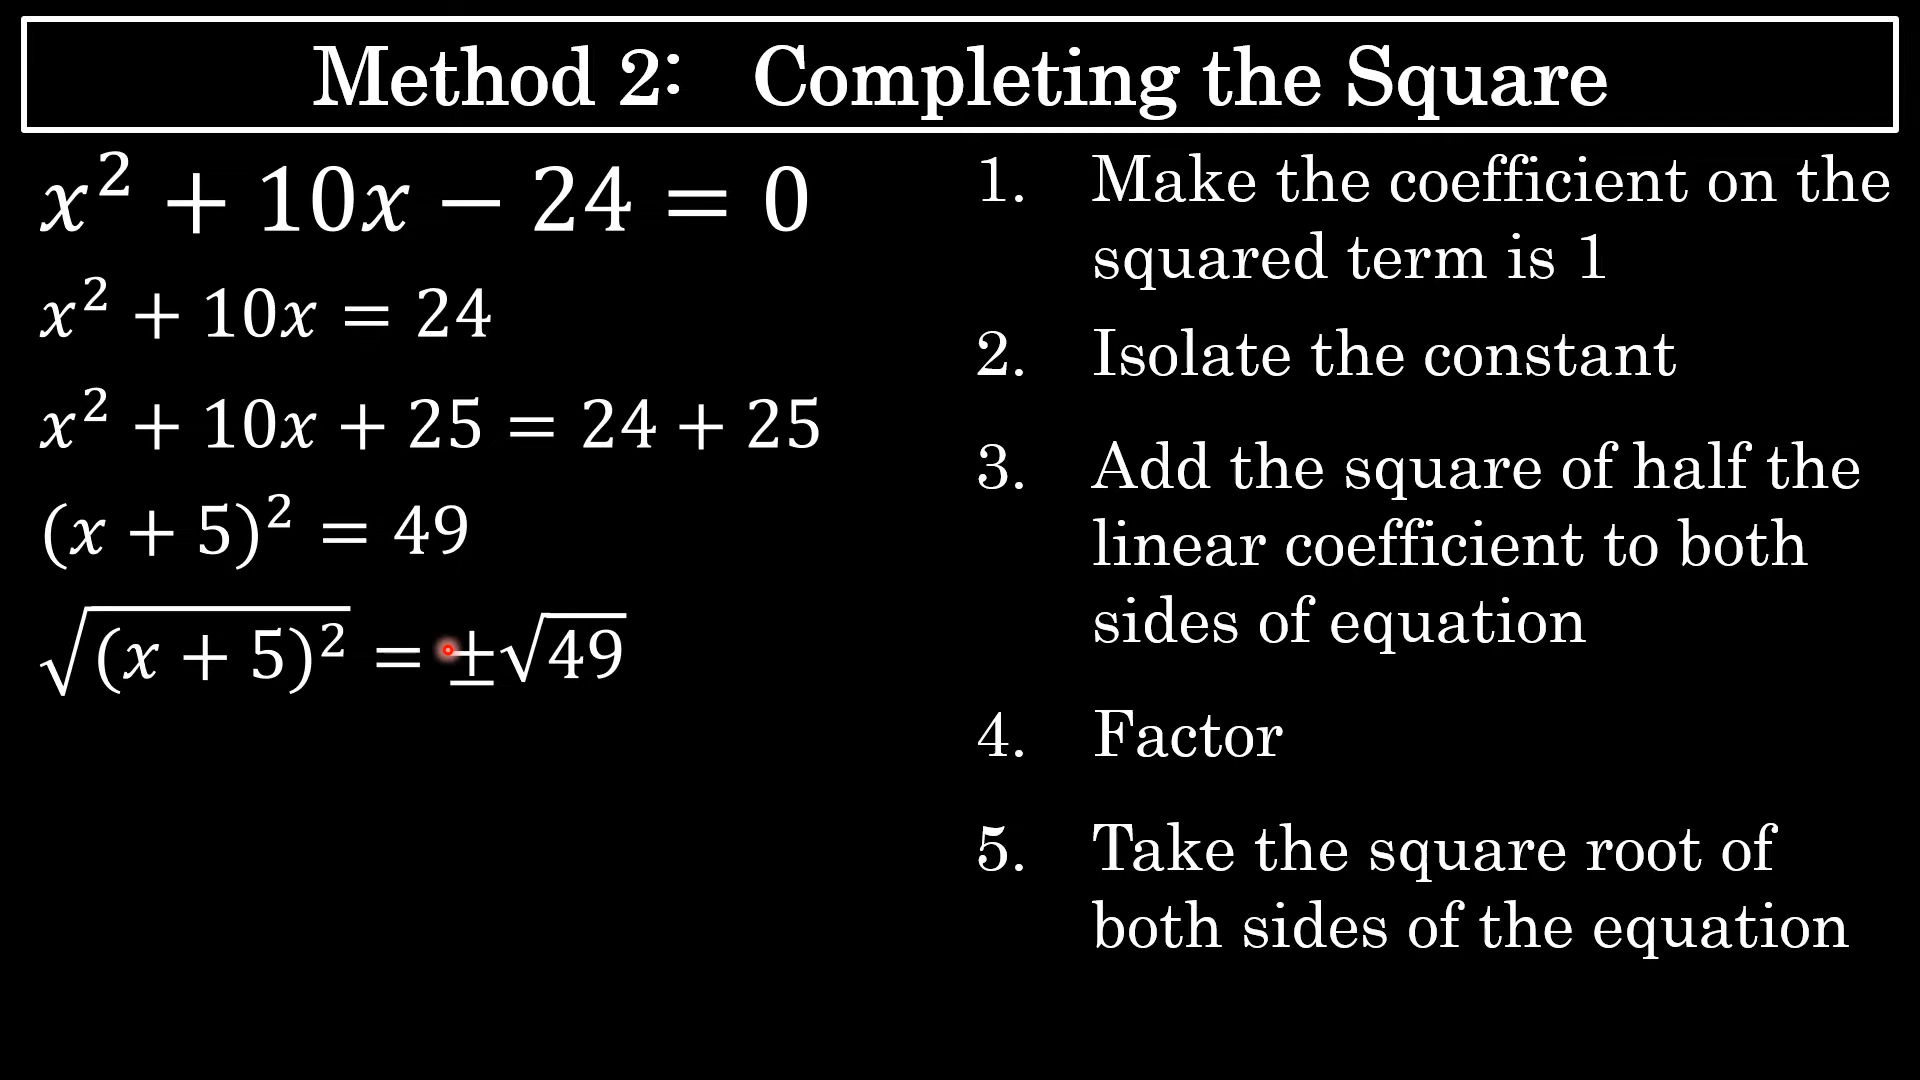 Method 2: Completing the Square
x² + 10x − 24 = 0
x² + 10x = 24
x² + 10x + 25 = 24 + 25
(x + 5)² = 49
√(x + 5)² = ±√49
1. Make the coefficient on the
squared term is 1
2. Isolate the constant
3. Add the square of half the
linear coefficient to both
sides of equation
4. Factor
5. Take the square root of
both sides of the equation